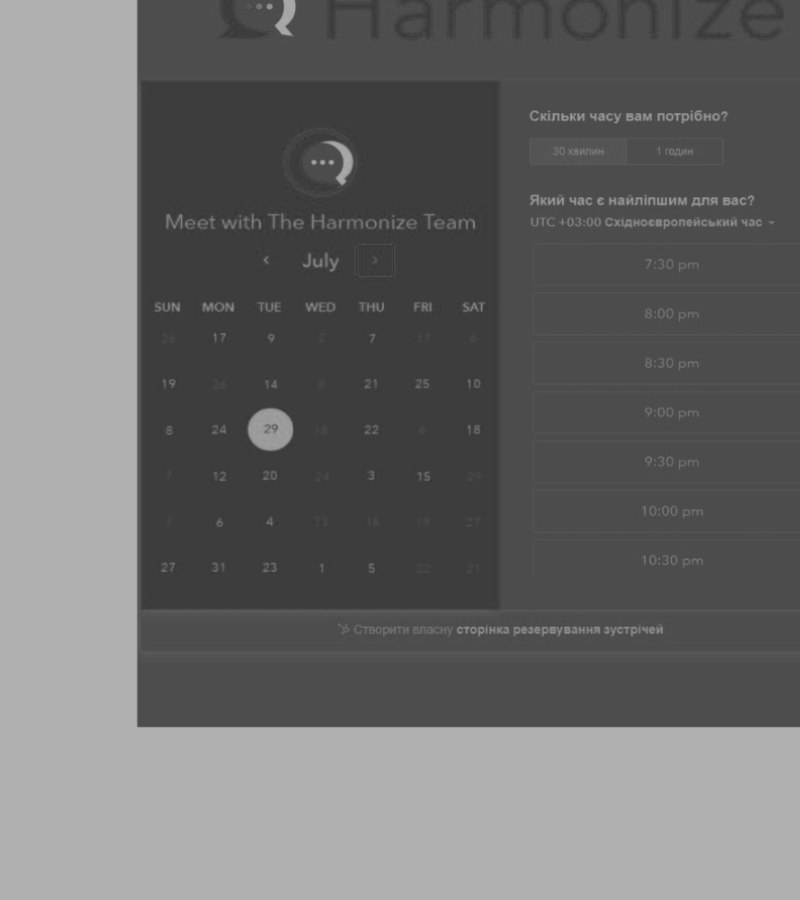 Harmonize
Meet with The Harmonize Team
July
SUN MON TUE WED THU FRI SAT
26 17 9 2 7 17 6
19 26 14 6 21 25 10
8 24 29 18 22 6 18
7 12 20 24 3 15 29
7 6 4 13 16 19 27
27 31 23 1 5 22 21
Скільки часу вам потрібно?
30 хвилин 1 годин
Який час є найліпшим для вас?
UTC +03:00 Східноєвропейський час
7:30 pm
8:00 pm
8:30 pm
9:00 pm
9:30 pm
10:00 pm
10:30 pm
Створити власну сторінка резервування зустрічей